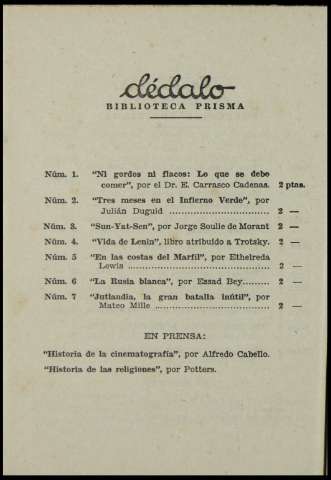 dédalo
BIBLIOTECA PRISMA
Núm. 1. "Ni gordos ni flacos: Lo que se debe
comer", por el Dr. E. Carrasco Cadenas. 2 ptas.
Núm. 2. "Tres meses en el Infierno Verde", por
Julián Duguid ............................ 2 —
Núm. 3. "Sun-Yat-Sen", por Jorge Soulie de Morant 2 —
Núm. 4. "Vida de Lenin", libro atribuído a Trotzky. 2 —
Núm. 5 "En las costas del Marfil", por Ethelreda
Lewis .................................... 2 —
Núm. 6 "La Rusia blanca", por Essad Bey......... 2 —
Núm. 7 "Jutlandia, la gran batalla inútil", por
Mateo Mille .............................. 2 —
EN PRENSA:
"Historia de la cinematografía", por Alfredo Cabello.
"Historia de las religiones", por Potters.